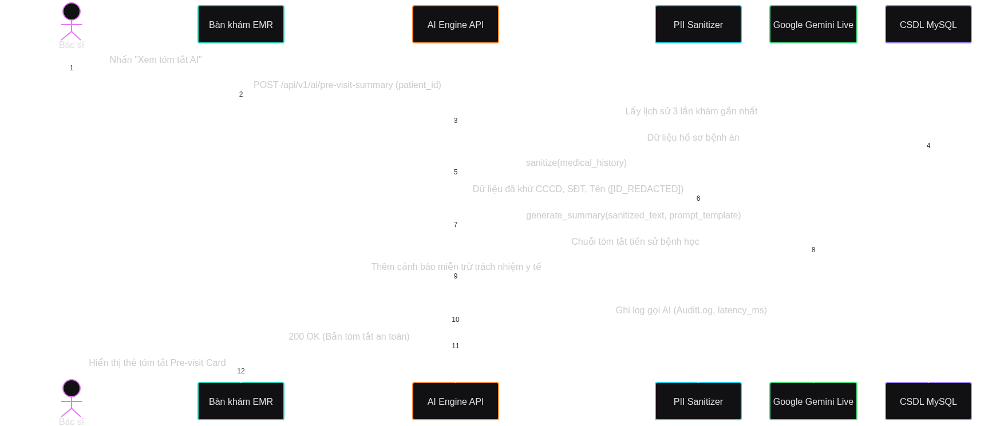 Bác sĩ
Bàn khám EMR
AI Engine API
PII Sanitizer
Google Gemini Live
CSDL MySQL
Nhấn "Xem tóm tắt AI"
1
POST /api/v1/ai/pre-visit-summary (patient_id)
2
Lấy lịch sử 3 lần khám gần nhất
3
Dữ liệu hồ sơ bệnh án
4
sanitize(medical_history)
5
Dữ liệu đã khử CCCD, SĐT, Tên ([ID_REDACTED])
6
generate_summary(sanitized_text, prompt_template)
7
Chuỗi tóm tắt tiền sử bệnh học
8
Thêm cảnh báo miễn trừ trách nhiệm y tế
9
Ghi log gọi AI (AuditLog, latency_ms)
10
200 OK (Bản tóm tắt an toàn)
11
Hiển thị thẻ tóm tắt Pre-visit Card
12
Bác sĩ
Bàn khám EMR
AI Engine API
PII Sanitizer
Google Gemini Live
CSDL MySQL